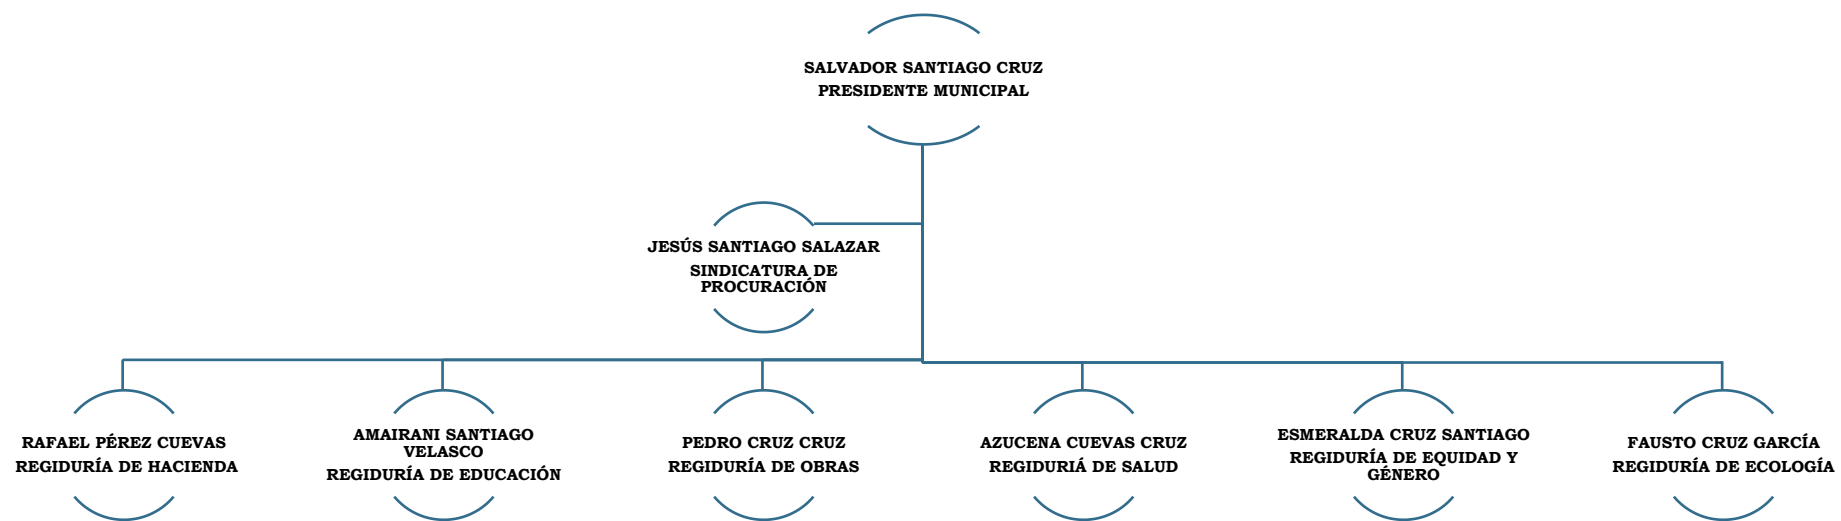 SALVADOR SANTIAGO CRUZ
PRESIDENTE MUNICIPAL
JESÚS SANTIAGO SALAZAR
SINDICATURA DE
PROCURACIÓN
RAFAEL PÉREZ CUEVAS
REGIDURÍA DE HACIENDA
AMAIRANI SANTIAGO
VELASCO
REGIDURÍA DE EDUCACIÓN
PEDRO CRUZ CRUZ
REGIDURÍA DE OBRAS
AZUCENA CUEVAS CRUZ
REGIDURIÁ DE SALUD
ESMERALDA CRUZ SANTIAGO
REGIDURÍA DE EQUIDAD Y
GÉNERO
FAUSTO CRUZ GARCÍA
REGIDURÍA DE ECOLOGÍA